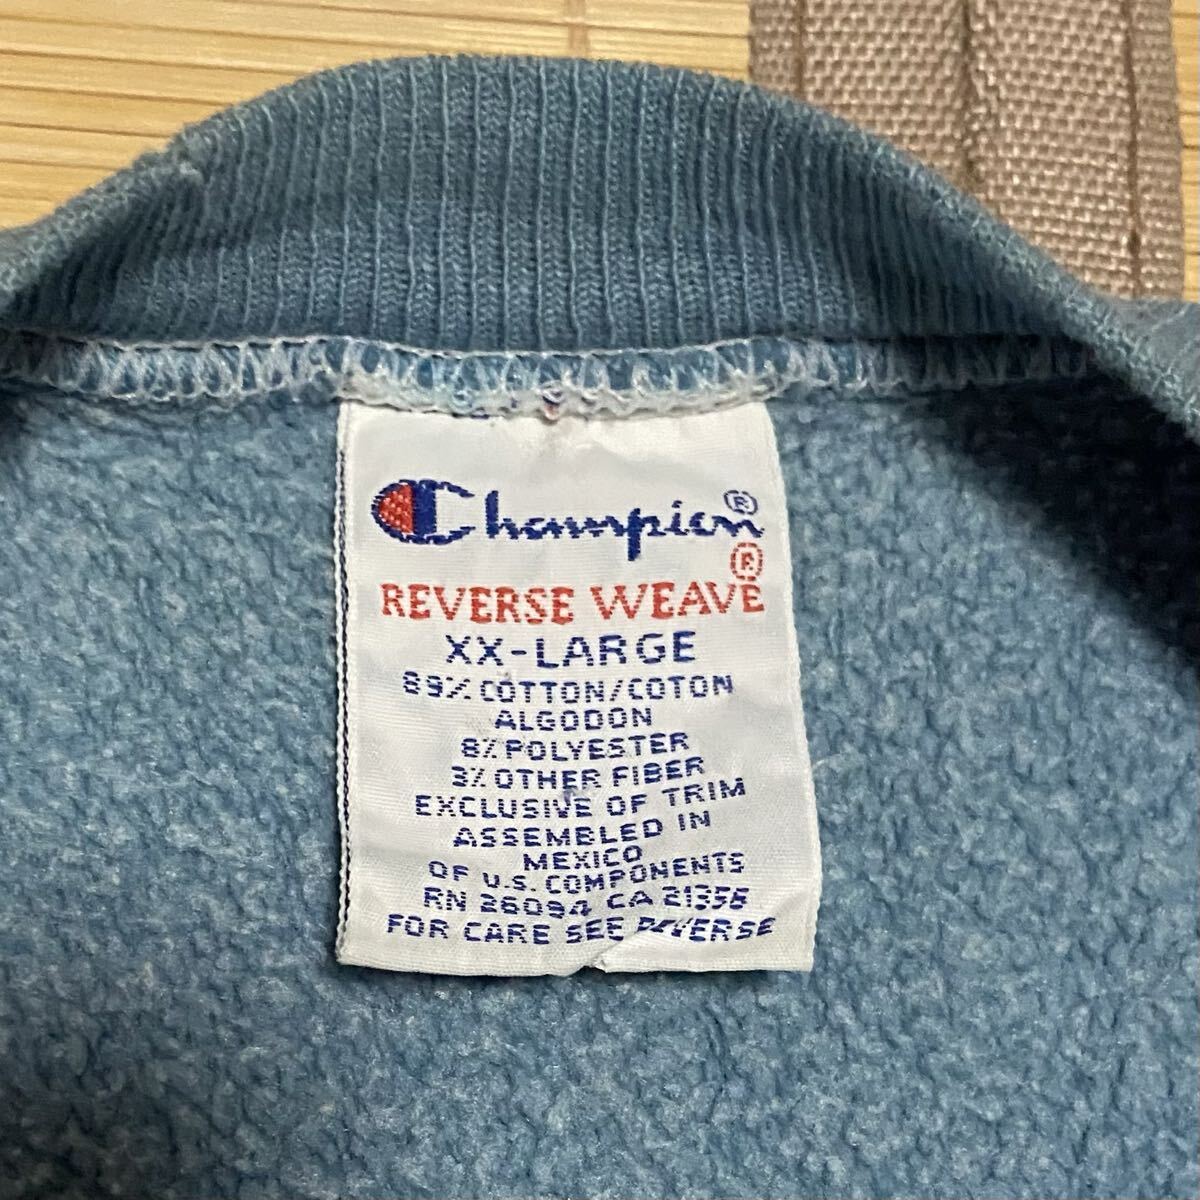 Champion®
REVERSE WEAVE®
XX-LARGE
89% COTTON/COTON
ALGODON
8% POLYESTER
3% OTHER FIBER
EXCLUSIVE OF TRIM
ASSEMBLED IN
MEXICO
OF U.S. COMPONENTS
RN 26094 CA 21356
FOR CARE SEE REVERSE